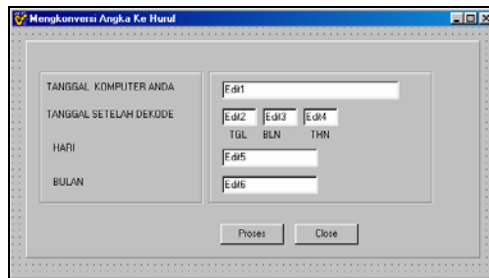 Mengkonversi Angka Ke Huruf
TANGGAL KOMPUTER ANDA
Edit1
TANGGAL SETELAH DEKODE
Edit2 Edit3 Edit4
TGL BLN THN
HARI
Edit5
BULAN
Edit6
Proses Close